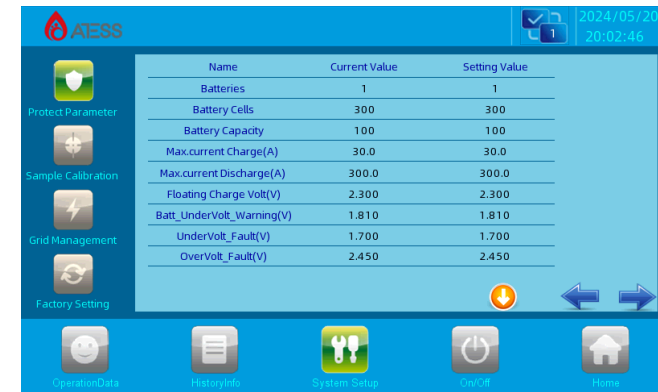 ATESS
1
2024/05/20
20:02:46
Name Current Value Setting Value
Batteries 1 1
Battery Cells 300 300
Battery Capacity 100 100
Max.current Charge(A) 30.0 30.0
Max.current Discharge(A) 300.0 300.0
Floating Charge Volt(V) 2.300 2.300
Batt_UnderVolt_Warning(V) 1.810 1.810
UnderVolt_Fault(V) 1.700 1.700
OverVolt_Fault(V) 2.450 2.450
Protect Parameter
Sample Calibration
Grid Management
Factory Setting
OperationData
HistoryInfo
System Setup
On/Off
Home